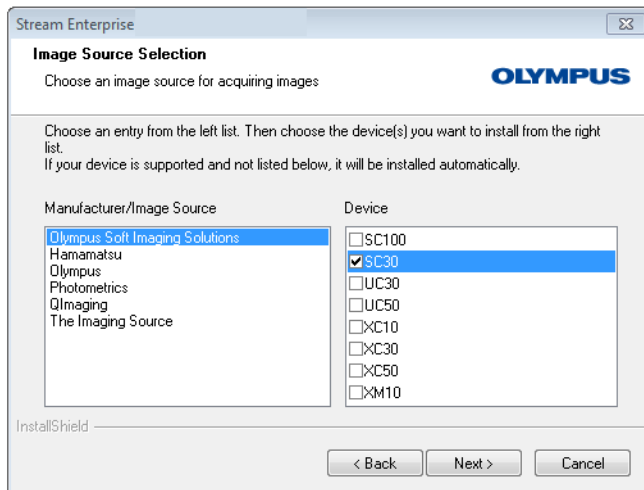 Stream Enterprise
Image Source Selection
Choose an image source for acquiring images
OLYMPUS
Choose an entry from the left list. Then choose the device(s) you want to install from the right
list.
If your device is supported and not listed below, it will be installed automatically.
Manufacturer/Image Source
Olympus Soft Imaging Solutions
Hamamatsu
Olympus
Photometrics
QImaging
The Imaging Source
Device
SC100
SC30
UC30
UC50
XC10
XC30
XC50
XM10
InstallShield
< Back
Next >
Cancel